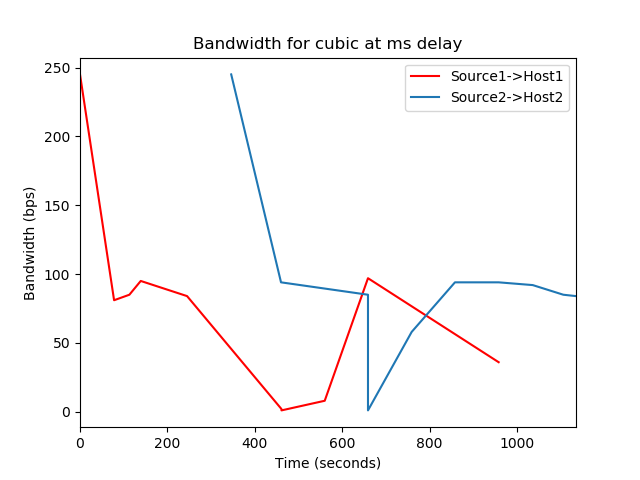 Bandwidth for cubic at ms delay
Source1->Host1
Source2->Host2
Bandwidth (bps)
250
200
150
100
50
0
0 200 400 600 800 1000
Time (seconds)